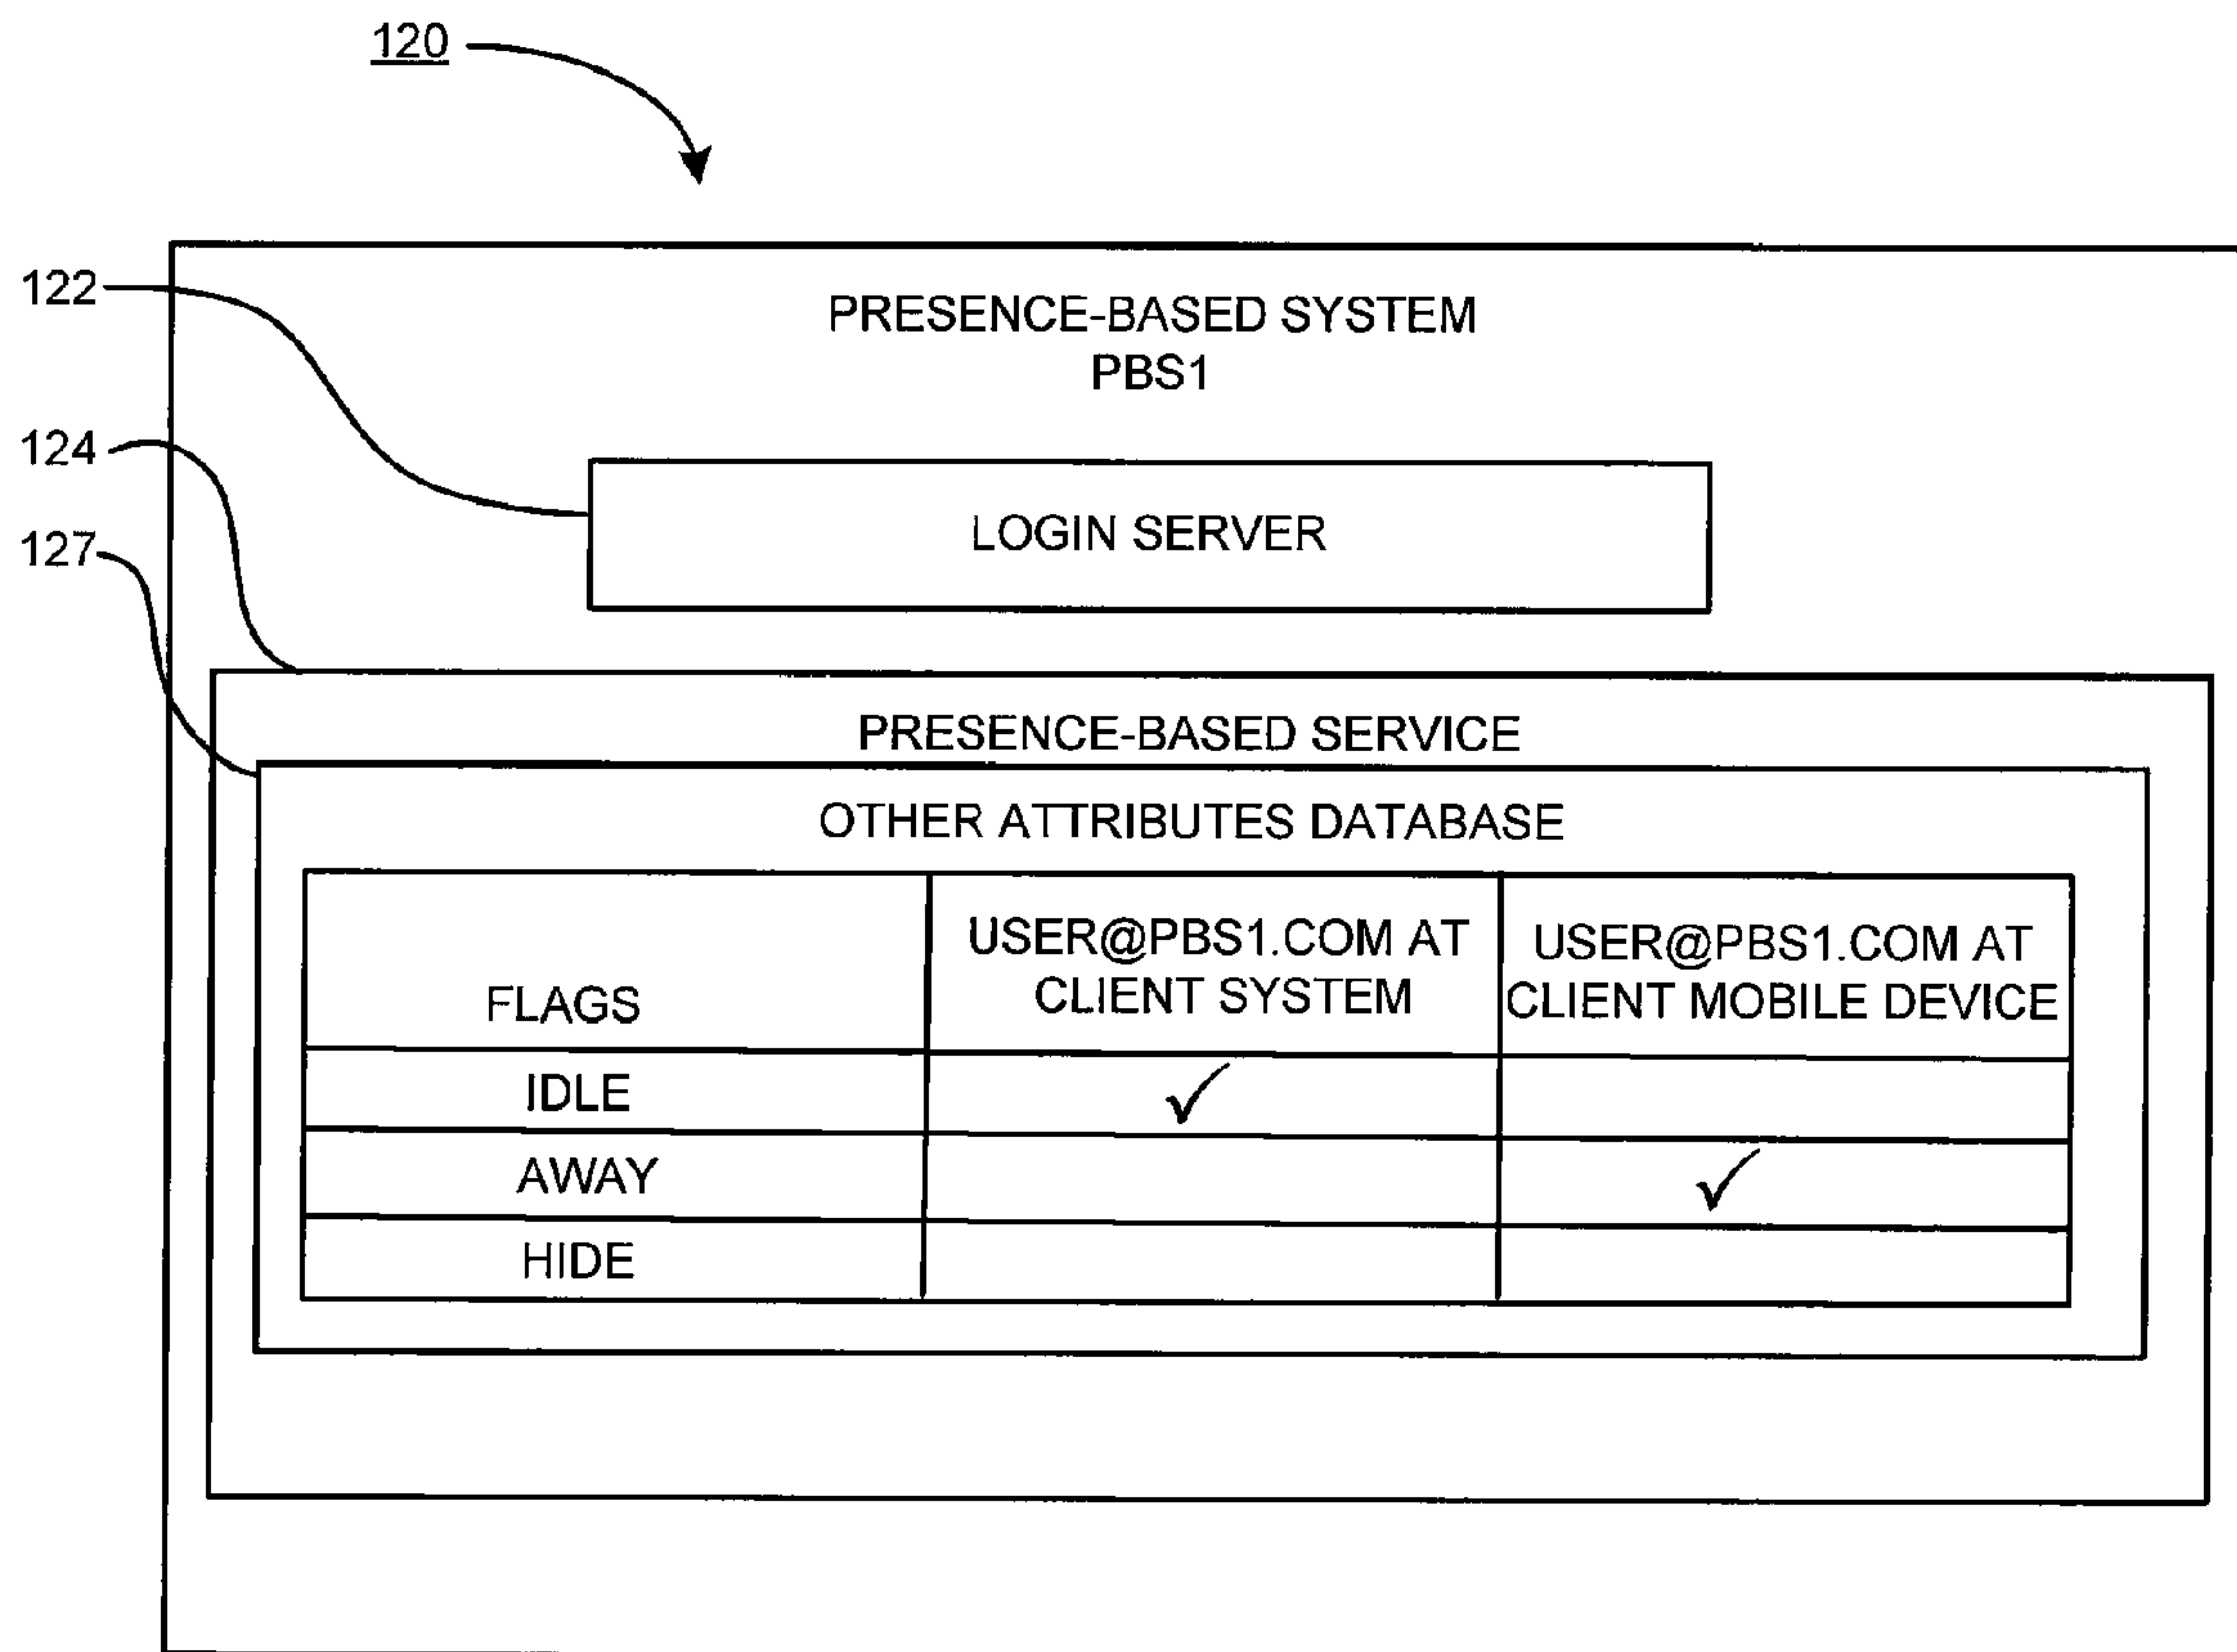 120
122
PRESENCE-BASED SYSTEM
PBS1
124
LOGIN SERVER
127
PRESENCE-BASED SERVICE
OTHER ATTRIBUTES DATABASE
FLAGS
USER@PBS1.COM AT
CLIENT SYSTEM
USER@PBS1.COM AT
CLIENT MOBILE DEVICE
IDLE ✓
AWAY ✓
HIDE